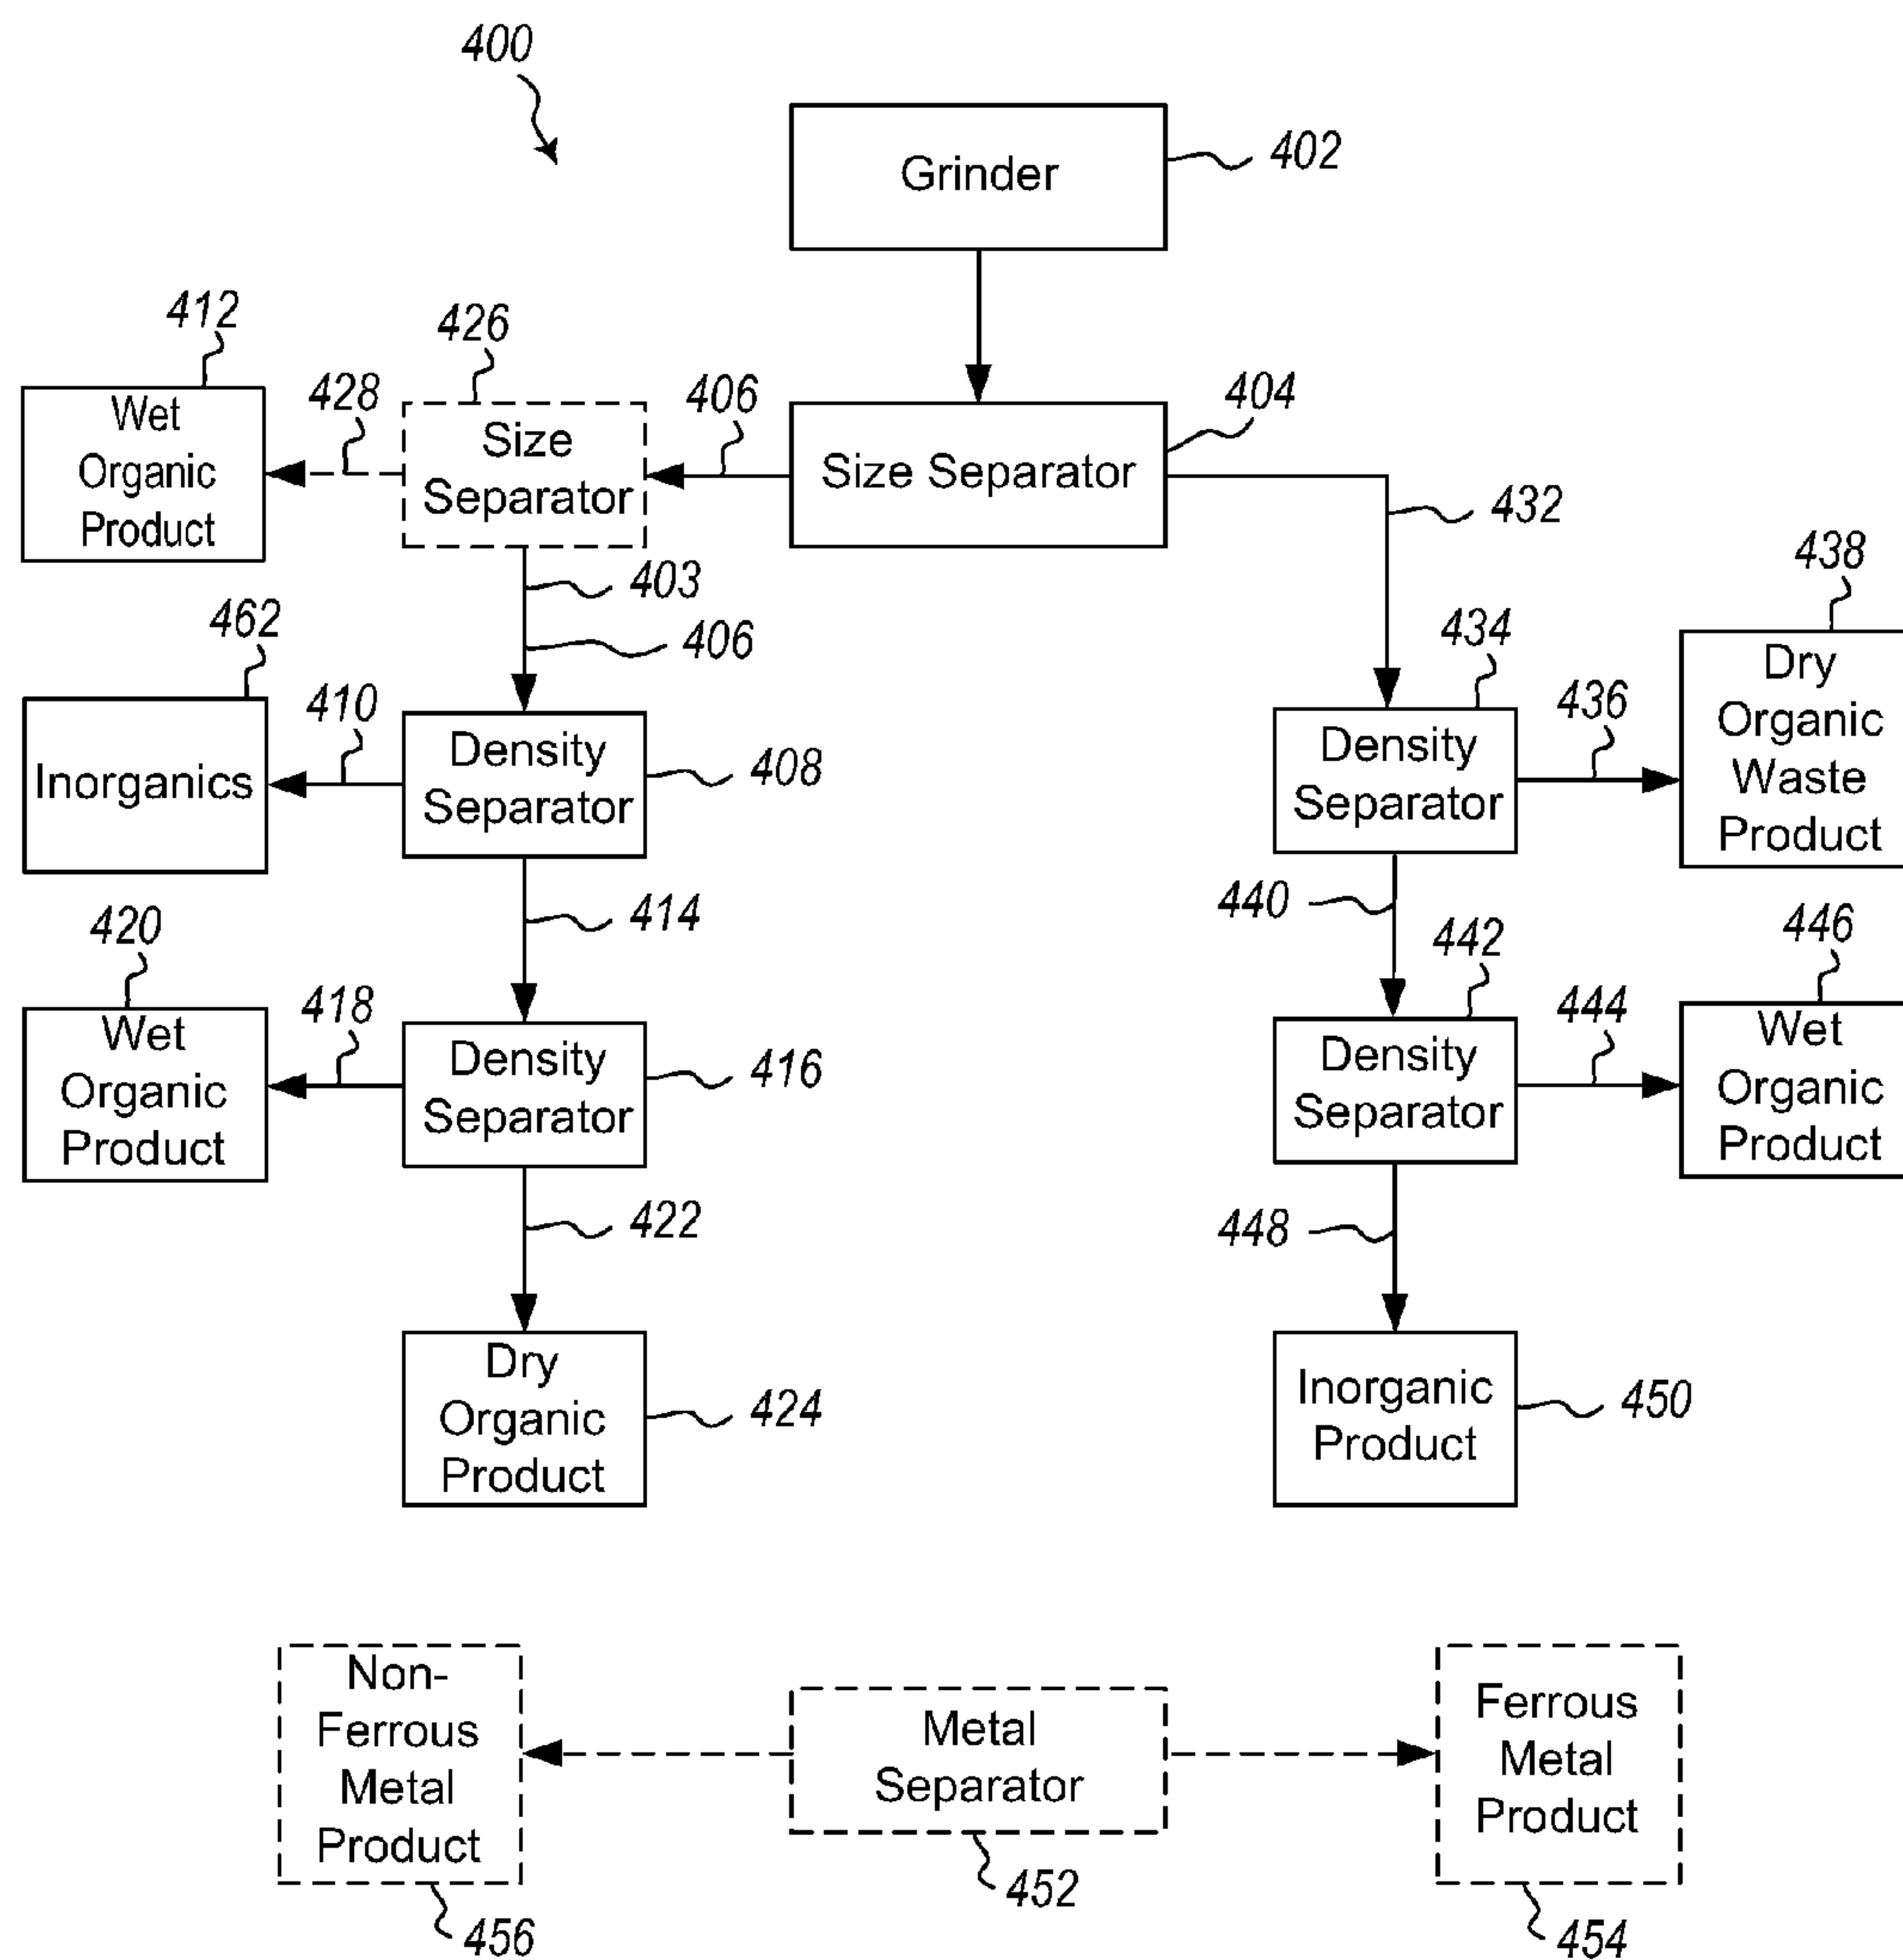 400
Grinder
402
412
426
406
404
428
Wet
Organic
Product
Size
Separator
Size Separator
432
403
406
438
462
410
434
436
Inorganics
Density
Separator
408
Density
Separator
Dry
Organic
Waste
Product
414
440
420
418
442
444
446
Wet
Organic
Product
Density
Separator
416
Density
Separator
Wet
Organic
Product
422
448
Dry
Organic
Product
424
Inorganic
Product
450
Non-
Ferrous
Metal
Product
Metal
Separator
Ferrous
Metal
Product
456
452
454